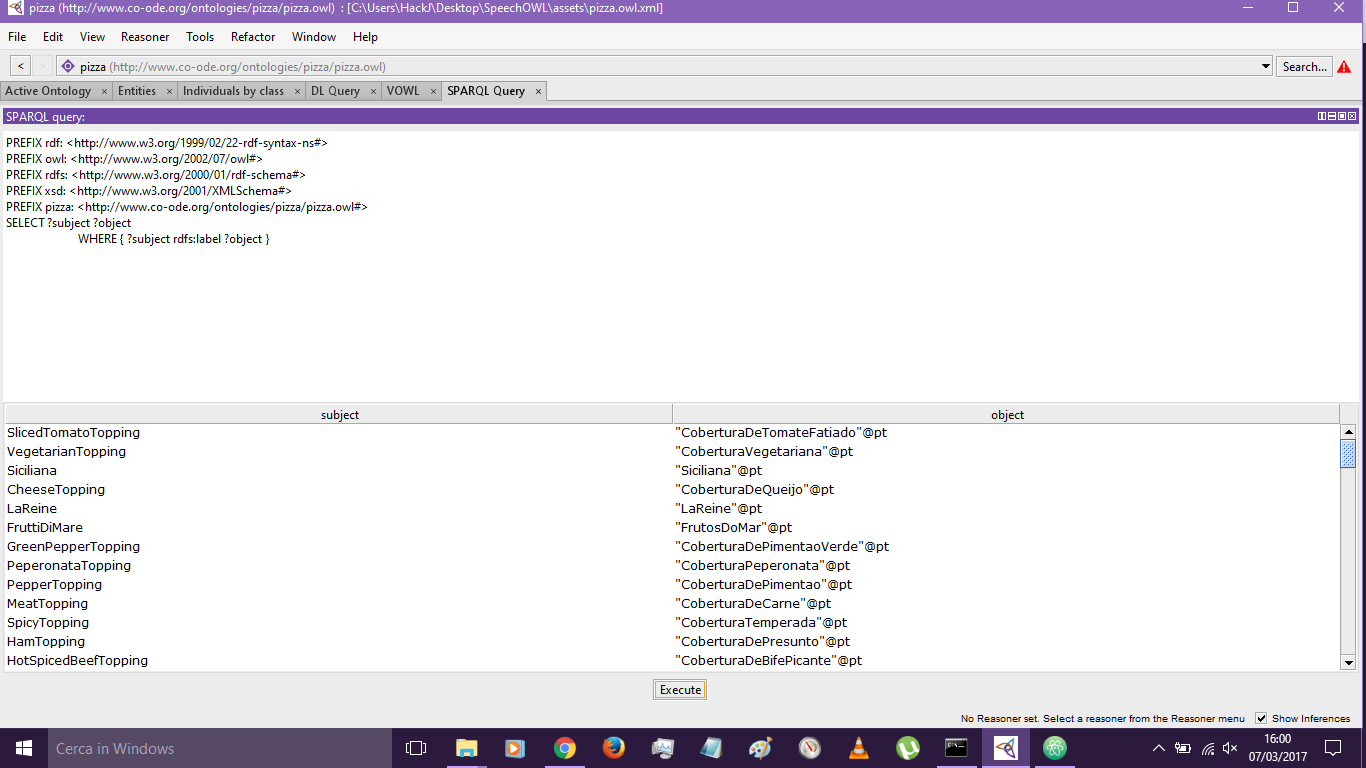 pizza (http://www.co-ode.org/ontologies/pizza/pizza.owl) : [C:\Users\HackJ\Desktop\SpeechOWL\assets\pizza.owl.xml]
File Edit View Reasoner Tools Refactor Window Help
< > pizza (http://www.co-ode.org/ontologies/pizza/pizza.owl) Search...
Active Ontology × Entities × Individuals by class × DL Query × VOWL × SPARQL Query ×
SPARQL query:
PREFIX rdf: <http://www.w3.org/1999/02/22-rdf-syntax-ns#>
PREFIX owl: <http://www.w3.org/2002/07/owl#>
PREFIX rdfs: <http://www.w3.org/2000/01/rdf-schema#>
PREFIX xsd: <http://www.w3.org/2001/XMLSchema#>
PREFIX pizza: <http://www.co-ode.org/ontologies/pizza/pizza.owl#>
SELECT ?subject ?object
WHERE { ?subject rdfs:label ?object }
subject object
SlicedTomatoTopping "CoberturaDeTomateFatiado"@pt
VegetarianTopping "CoberturaVegetariana"@pt
Siciliana "Siciliana"@pt
CheeseTopping "CoberturaDeQueijo"@pt
LaReine "LaReine"@pt
FruttiDiMare "FrutosDoMar"@pt
GreenPepperTopping "CoberturaDePimentaoVerde"@pt
PeperonataTopping "CoberturaPeperonata"@pt
PepperTopping "CoberturaDePimentao"@pt
MeatTopping "CoberturaDeCarne"@pt
SpicyTopping "CoberturaTemperada"@pt
HamTopping "CoberturaDePresunto"@pt
HotSpicedBeefTopping "CoberturaDeBifePicante"@pt
Execute
No Reasoner set. Select a reasoner from the Reasoner menu Show Inferences
Cerca in Windows
16:00
07/03/2017